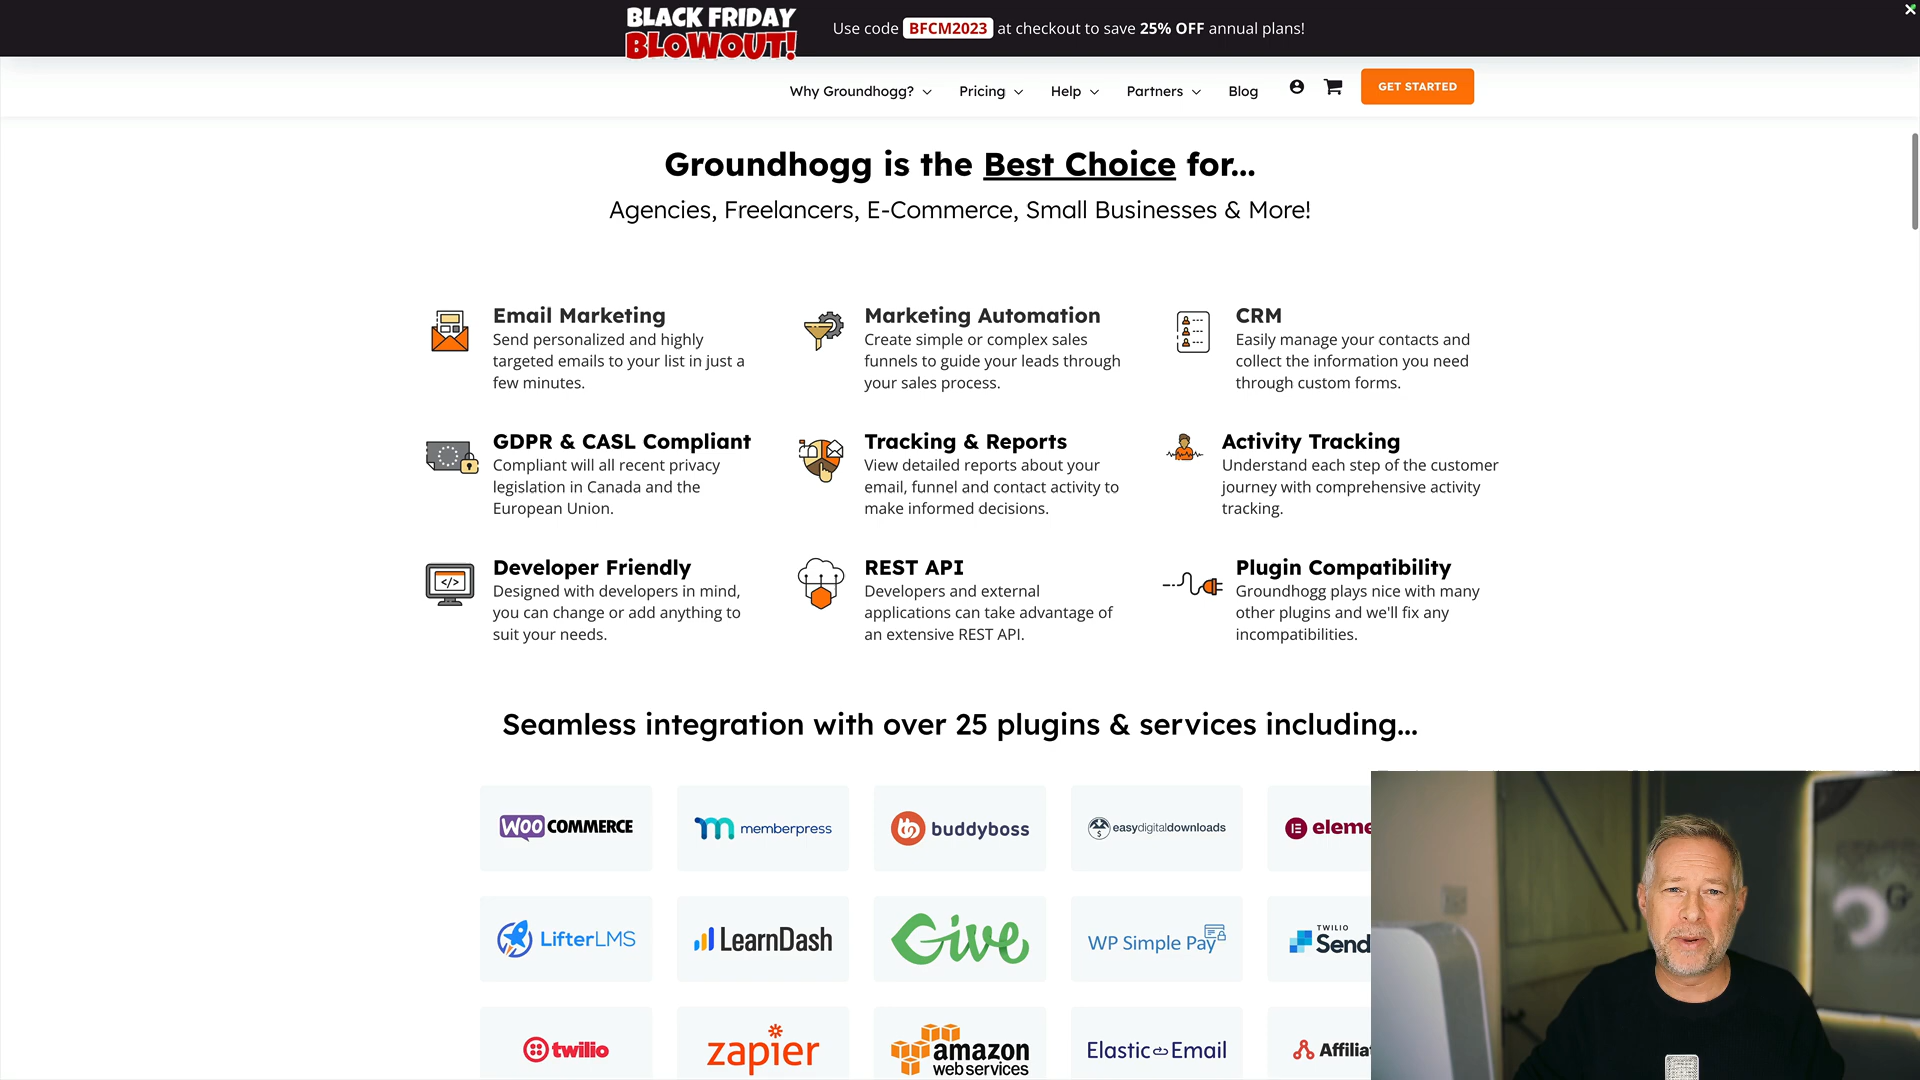 BLACK FRIDAY
BLOWOUT!
Use code BFCM2023 at checkout to save 25% OFF annual plans!
Why Groundhogg? Pricing Help Partners Blog GET STARTED
Groundhogg is the Best Choice for...
Agencies, Freelancers, E-Commerce, Small Businesses & More!
Email Marketing
Send personalized and highly
targeted emails to your list in just a
few minutes.
Marketing Automation
Create simple or complex sales
funnels to guide your leads through
your sales process.
CRM
Easily manage your contacts and
collect the information you need
through custom forms.
GDPR & CASL Compliant
Compliant will all recent privacy
legislation in Canada and the
European Union.
Tracking & Reports
View detailed reports about your
email, funnel and contact activity to
make informed decisions.
Activity Tracking
Understand each step of the customer
journey with comprehensive activity
tracking.
Developer Friendly
Designed with developers in mind,
you can change or add anything to
suit your needs.
REST API
Developers and external
applications can take advantage of
an extensive REST API.
Plugin Compatibility
Groundhogg plays nice with many
other plugins and we'll fix any
incompatibilities.
Seamless integration with over 25 plugins & services including...
WOO COMMERCE
memberpress
buddyboss
easydigitaldownloads
eleme
LifterLMS
LearnDash
Give
WP Simple Pay
TWILIO
Send
twilio
zapier
amazon
webservices
Elastic Email
Affilia